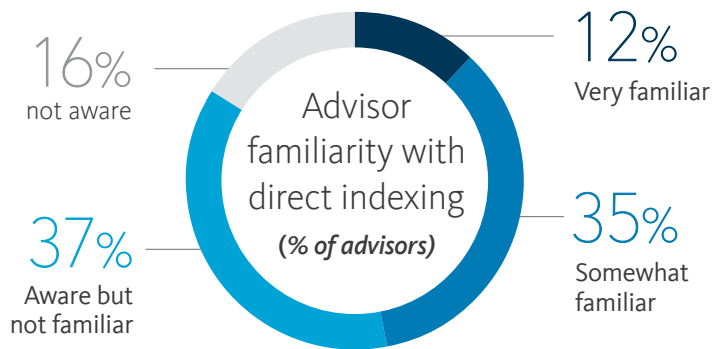 16%
not aware
12%
Very familiar
Advisor
familiarity with
direct indexing
(% of advisors)
37%
Aware but
not familiar
35%
Somewhat
familiar